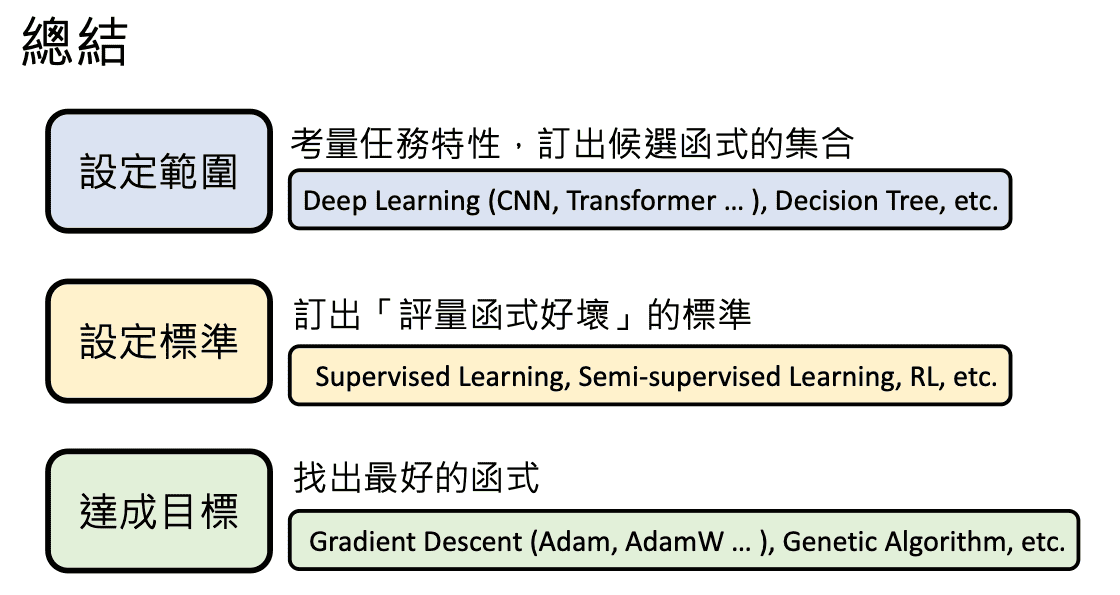 總結
設定範圍
考量任務特性，訂出候選函式的集合
Deep Learning (CNN, Transformer … ), Decision Tree, etc.
設定標準
訂出「評量函式好壞」的標準
Supervised Learning, Semi-supervised Learning, RL, etc.
達成目標
找出最好的函式
Gradient Descent (Adam, AdamW … ), Genetic Algorithm, etc.